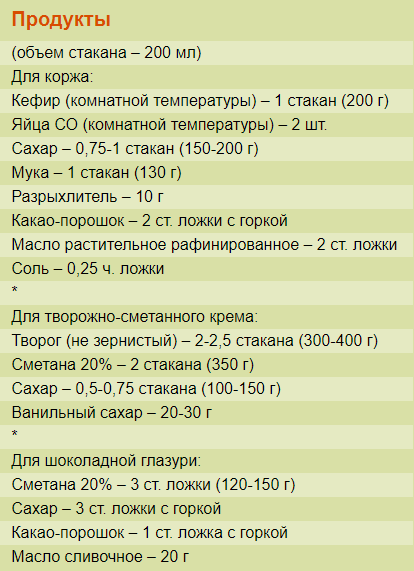 Продукты
(объем стакана – 200 мл)
Для коржа:
Кефир (комнатной температуры) – 1 стакан (200 г)
Яйца СО (комнатной температуры) – 2 шт.
Сахар – 0,75-1 стакан (150-200 г)
Мука – 1 стакан (130 г)
Разрыхлитель – 10 г
Какао-порошок – 2 ст. ложки с горкой
Масло растительное рафинированное – 2 ст. ложки
Соль – 0,25 ч. ложки
*
Для творожно-сметанного крема:
Творог (не зернистый) – 2-2,5 стакана (300-400 г)
Сметана 20% – 2 стакана (350 г)
Сахар – 0,5-0,75 стакана (100-150 г)
Ванильный сахар – 20-30 г
*
Для шоколадной глазури:
Сметана 20% – 3 ст. ложки (120-150 г)
Сахар – 3 ст. ложки с горкой
Какао-порошок – 1 ст. ложка с горкой
Масло сливочное – 20 г